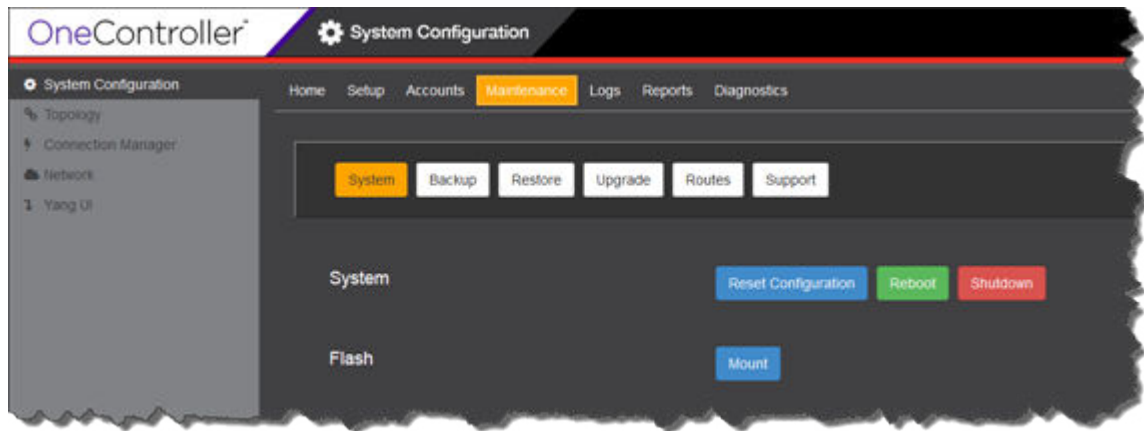 OneController™
System Configuration
System Configuration
Topology
Connection Manager
Network
Yang UI
Home Setup Accounts Maintenance Logs Reports Diagnostics
System Backup Restore Upgrade Routes Support
System
Reset Configuration Reboot Shutdown
Flash
Mount